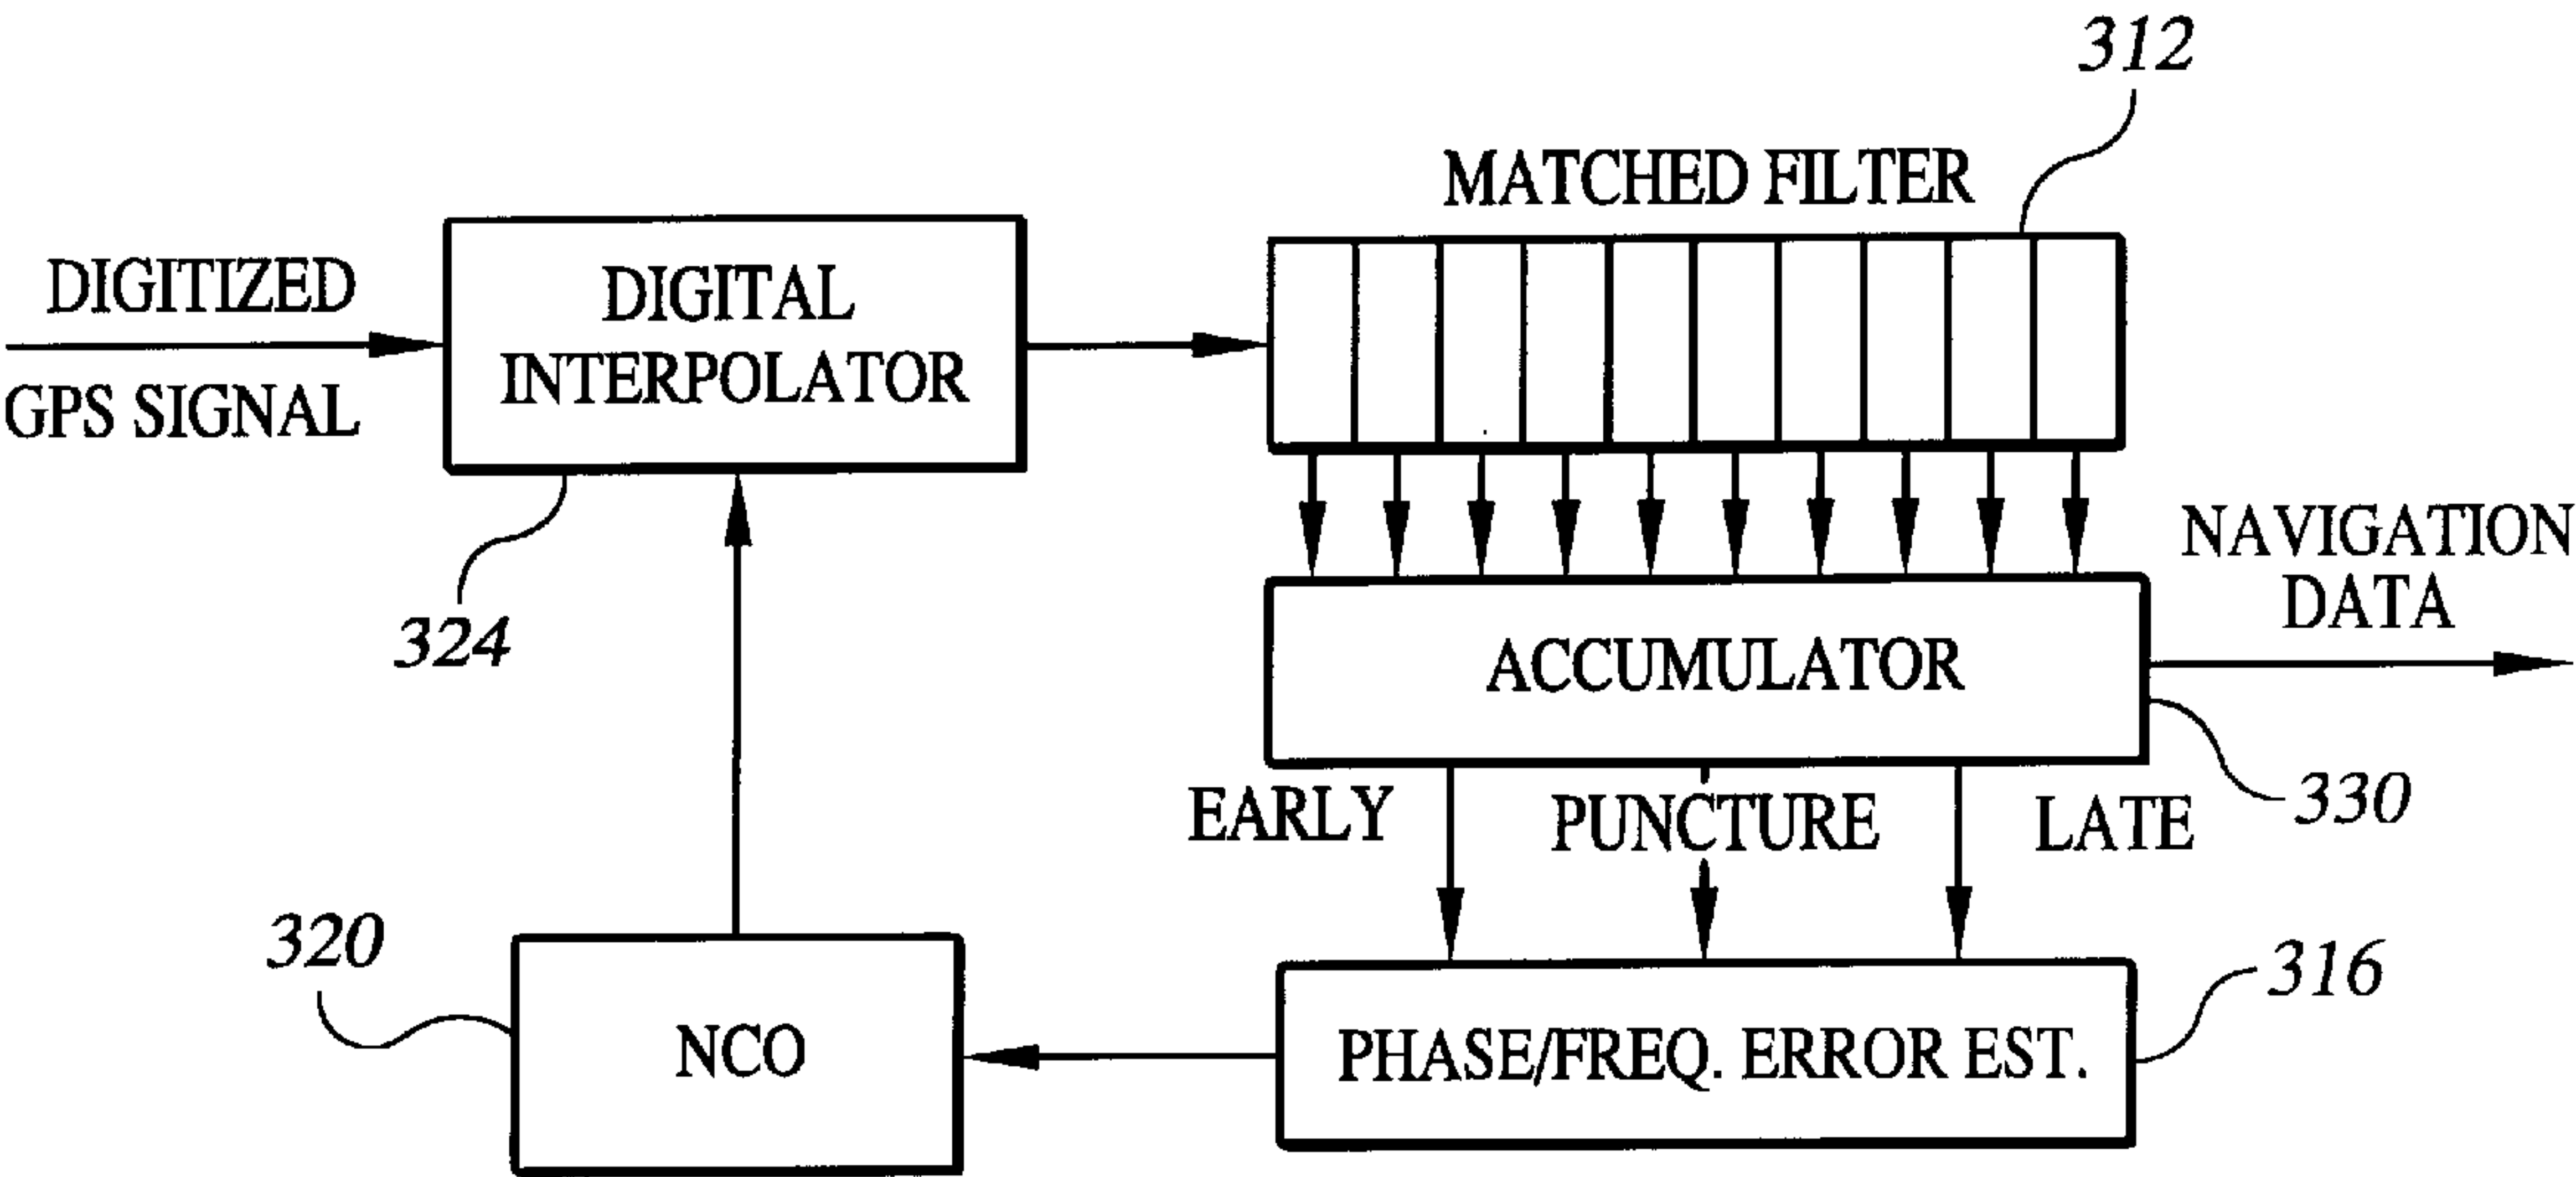 312
MATCHED FILTER
DIGITIZED
GPS SIGNAL
DIGITAL
INTERPOLATOR
324
NAVIGATION
DATA
ACCUMULATOR
330
EARLY
PUNCTURE
LATE
320
NCO
316
PHASE/FREQ. ERROR EST.